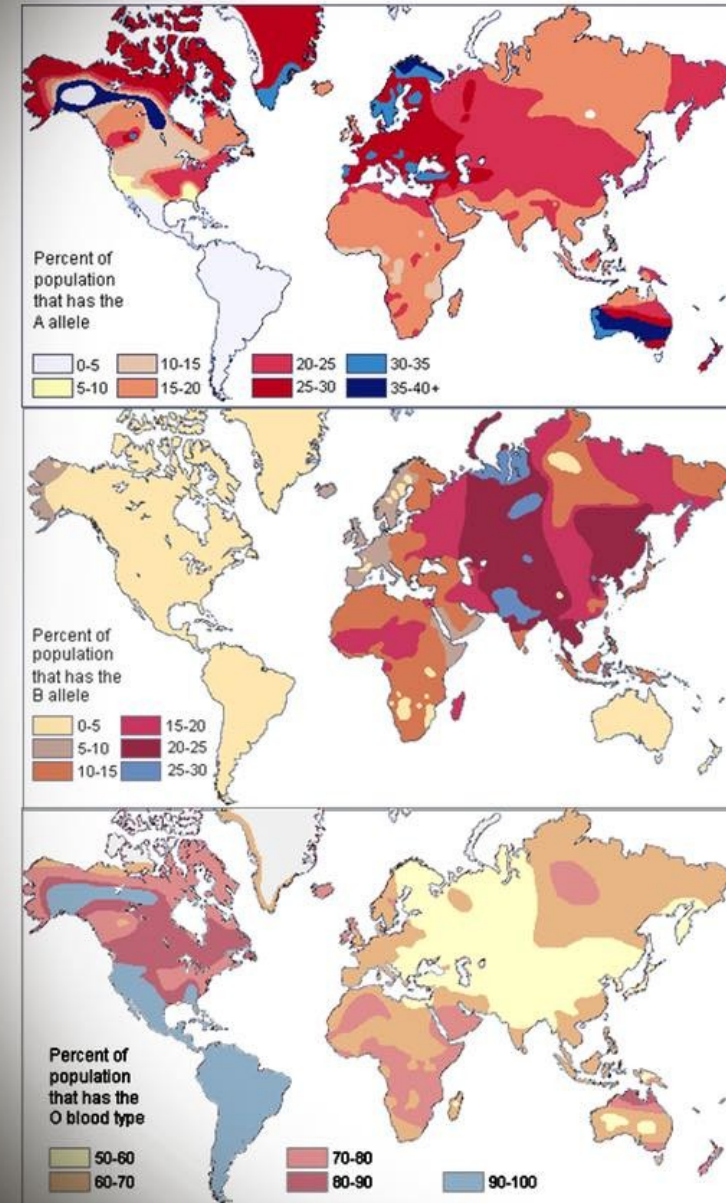 Percent of
population
that has the
A allele
0-5
10-15
20-25
30-35
5-10
15-20
25-30
35-40+
Percent of
population
that has the
B allele
0-5
15-20
5-10
20-25
10-15
25-30
Percent of
population
that has the
O blood type
50-60
70-80
60-70
80-90
90-100